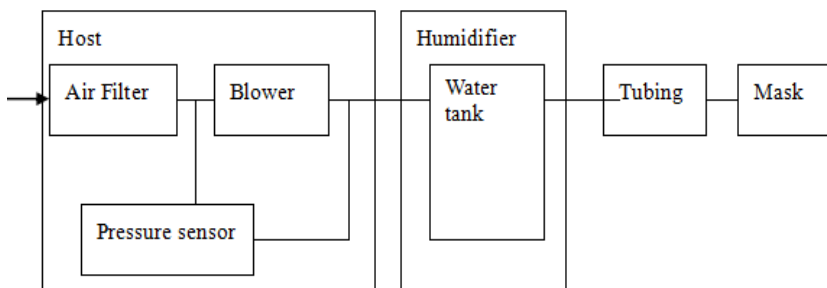 Host
Humidifier
Air Filter
Blower
Water
tank
Tubing
Mask
Pressure sensor